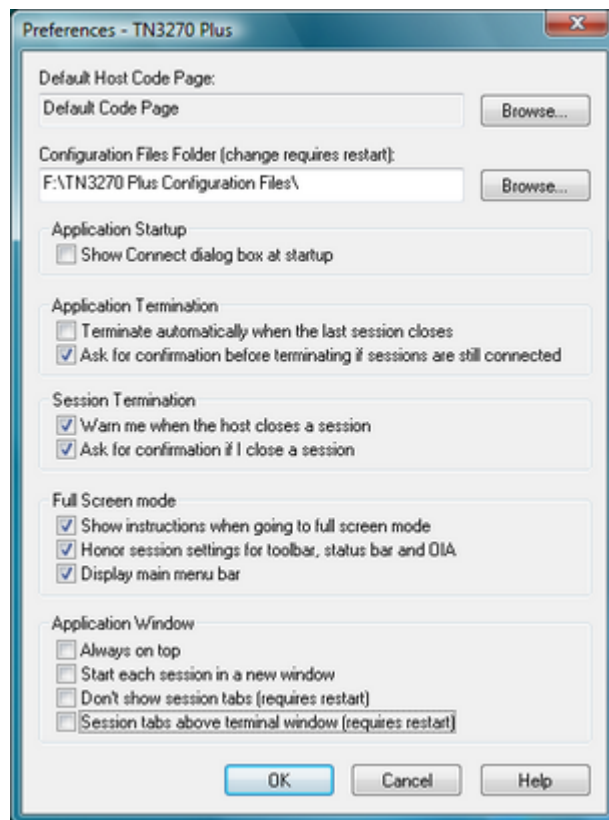 Preferences - TN3270 Plus
Default Host Code Page:
Default Code Page
Browse...
Configuration Files Folder (change requires restart):
F:\TN3270 Plus Configuration Files\
Browse...
Application Startup
Show Connect dialog box at startup
Application Termination
Terminate automatically when the last session closes
Ask for confirmation before terminating if sessions are still connected
Session Termination
Warn me when the host closes a session
Ask for confirmation if I close a session
Full Screen mode
Show instructions when going to full screen mode
Honor session settings for toolbar, status bar and OIA
Display main menu bar
Application Window
Always on top
Start each session in a new window
Don't show session tabs (requires restart)
Session tabs above terminal window (requires restart)
OK Cancel Help